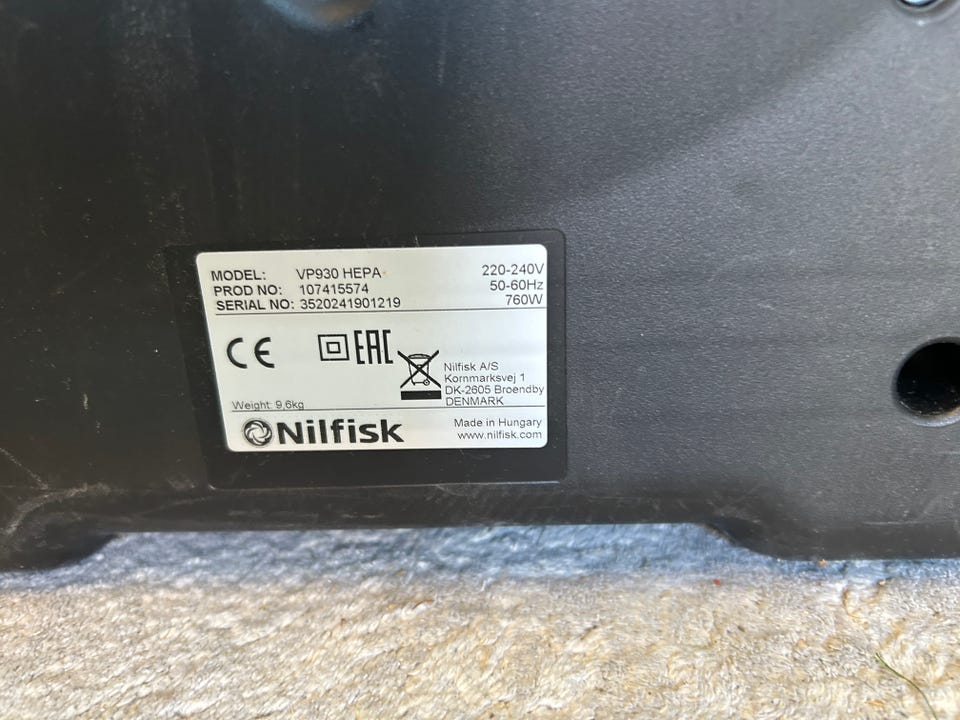 MODEL: VP930 HEPA 220-240V
PROD NO: 107415574 50-60Hz
SERIAL NO: 3520241901219 760W
CE EAC
Nilfisk A/S
Kornmarksvej 1
DK-2605 Broendby
DENMARK
Weight: 9,6kg
Nilfisk
Made in Hungary
www.nilfisk.com